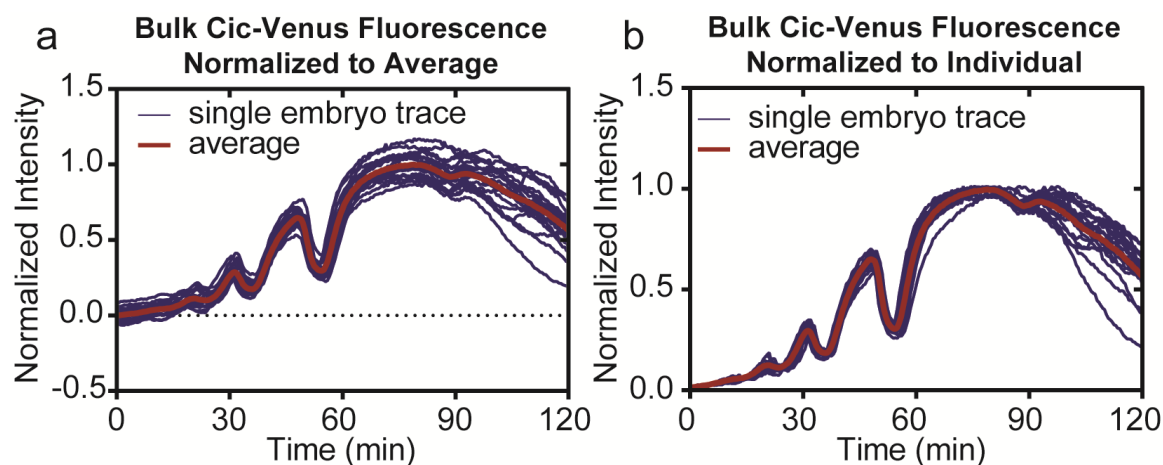 a
Bulk Cic-Venus Fluorescence
Normalized to Average
Normalized Intensity
1.5
1.0
0.5
0.0
-0.5
single embryo trace
average
0
30
60
90
120
Time (min)
b
Bulk Cic-Venus Fluorescence
Normalized to Individual
Normalized Intensity
1.5
1.0
0.5
0.0
single embryo trace
average
0
30
60
90
120
Time (min)